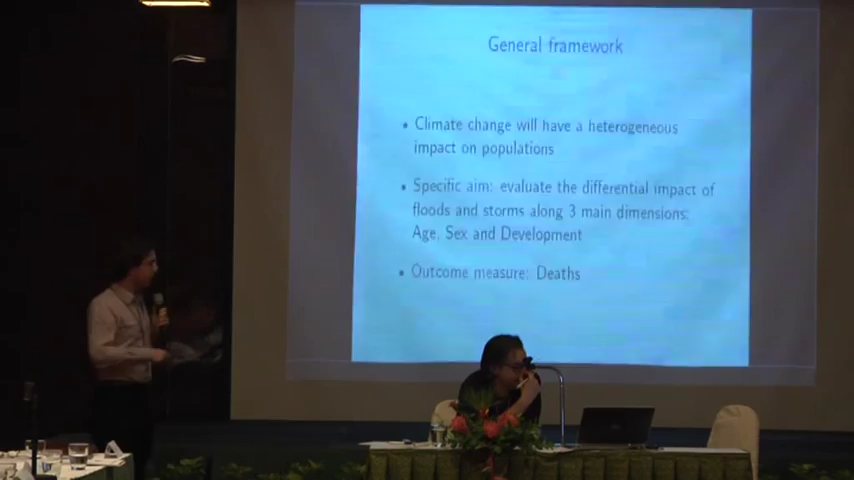 General framework
• Climate change will have a heterogeneous
impact on populations
• Specific aim: evaluate the differential impact of
floods and storms along 3 main dimensions:
Age, Sex and Development
• Outcome measure: Deaths